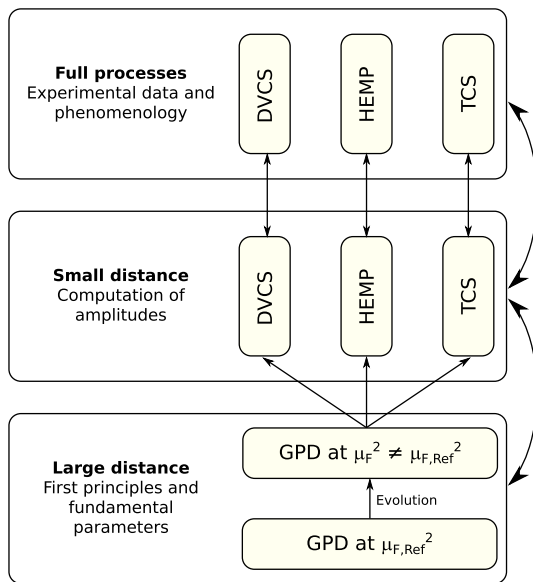 Full processes
Experimental data and
phenomenology
DVCS
HEMP
TCS
Small distance
Computation of
amplitudes
DVCS
HEMP
TCS
Large distance
First principles and
fundamental
parameters
GPD at μF² ≠ μF,Ref²
Evolution
GPD at μF,Ref²